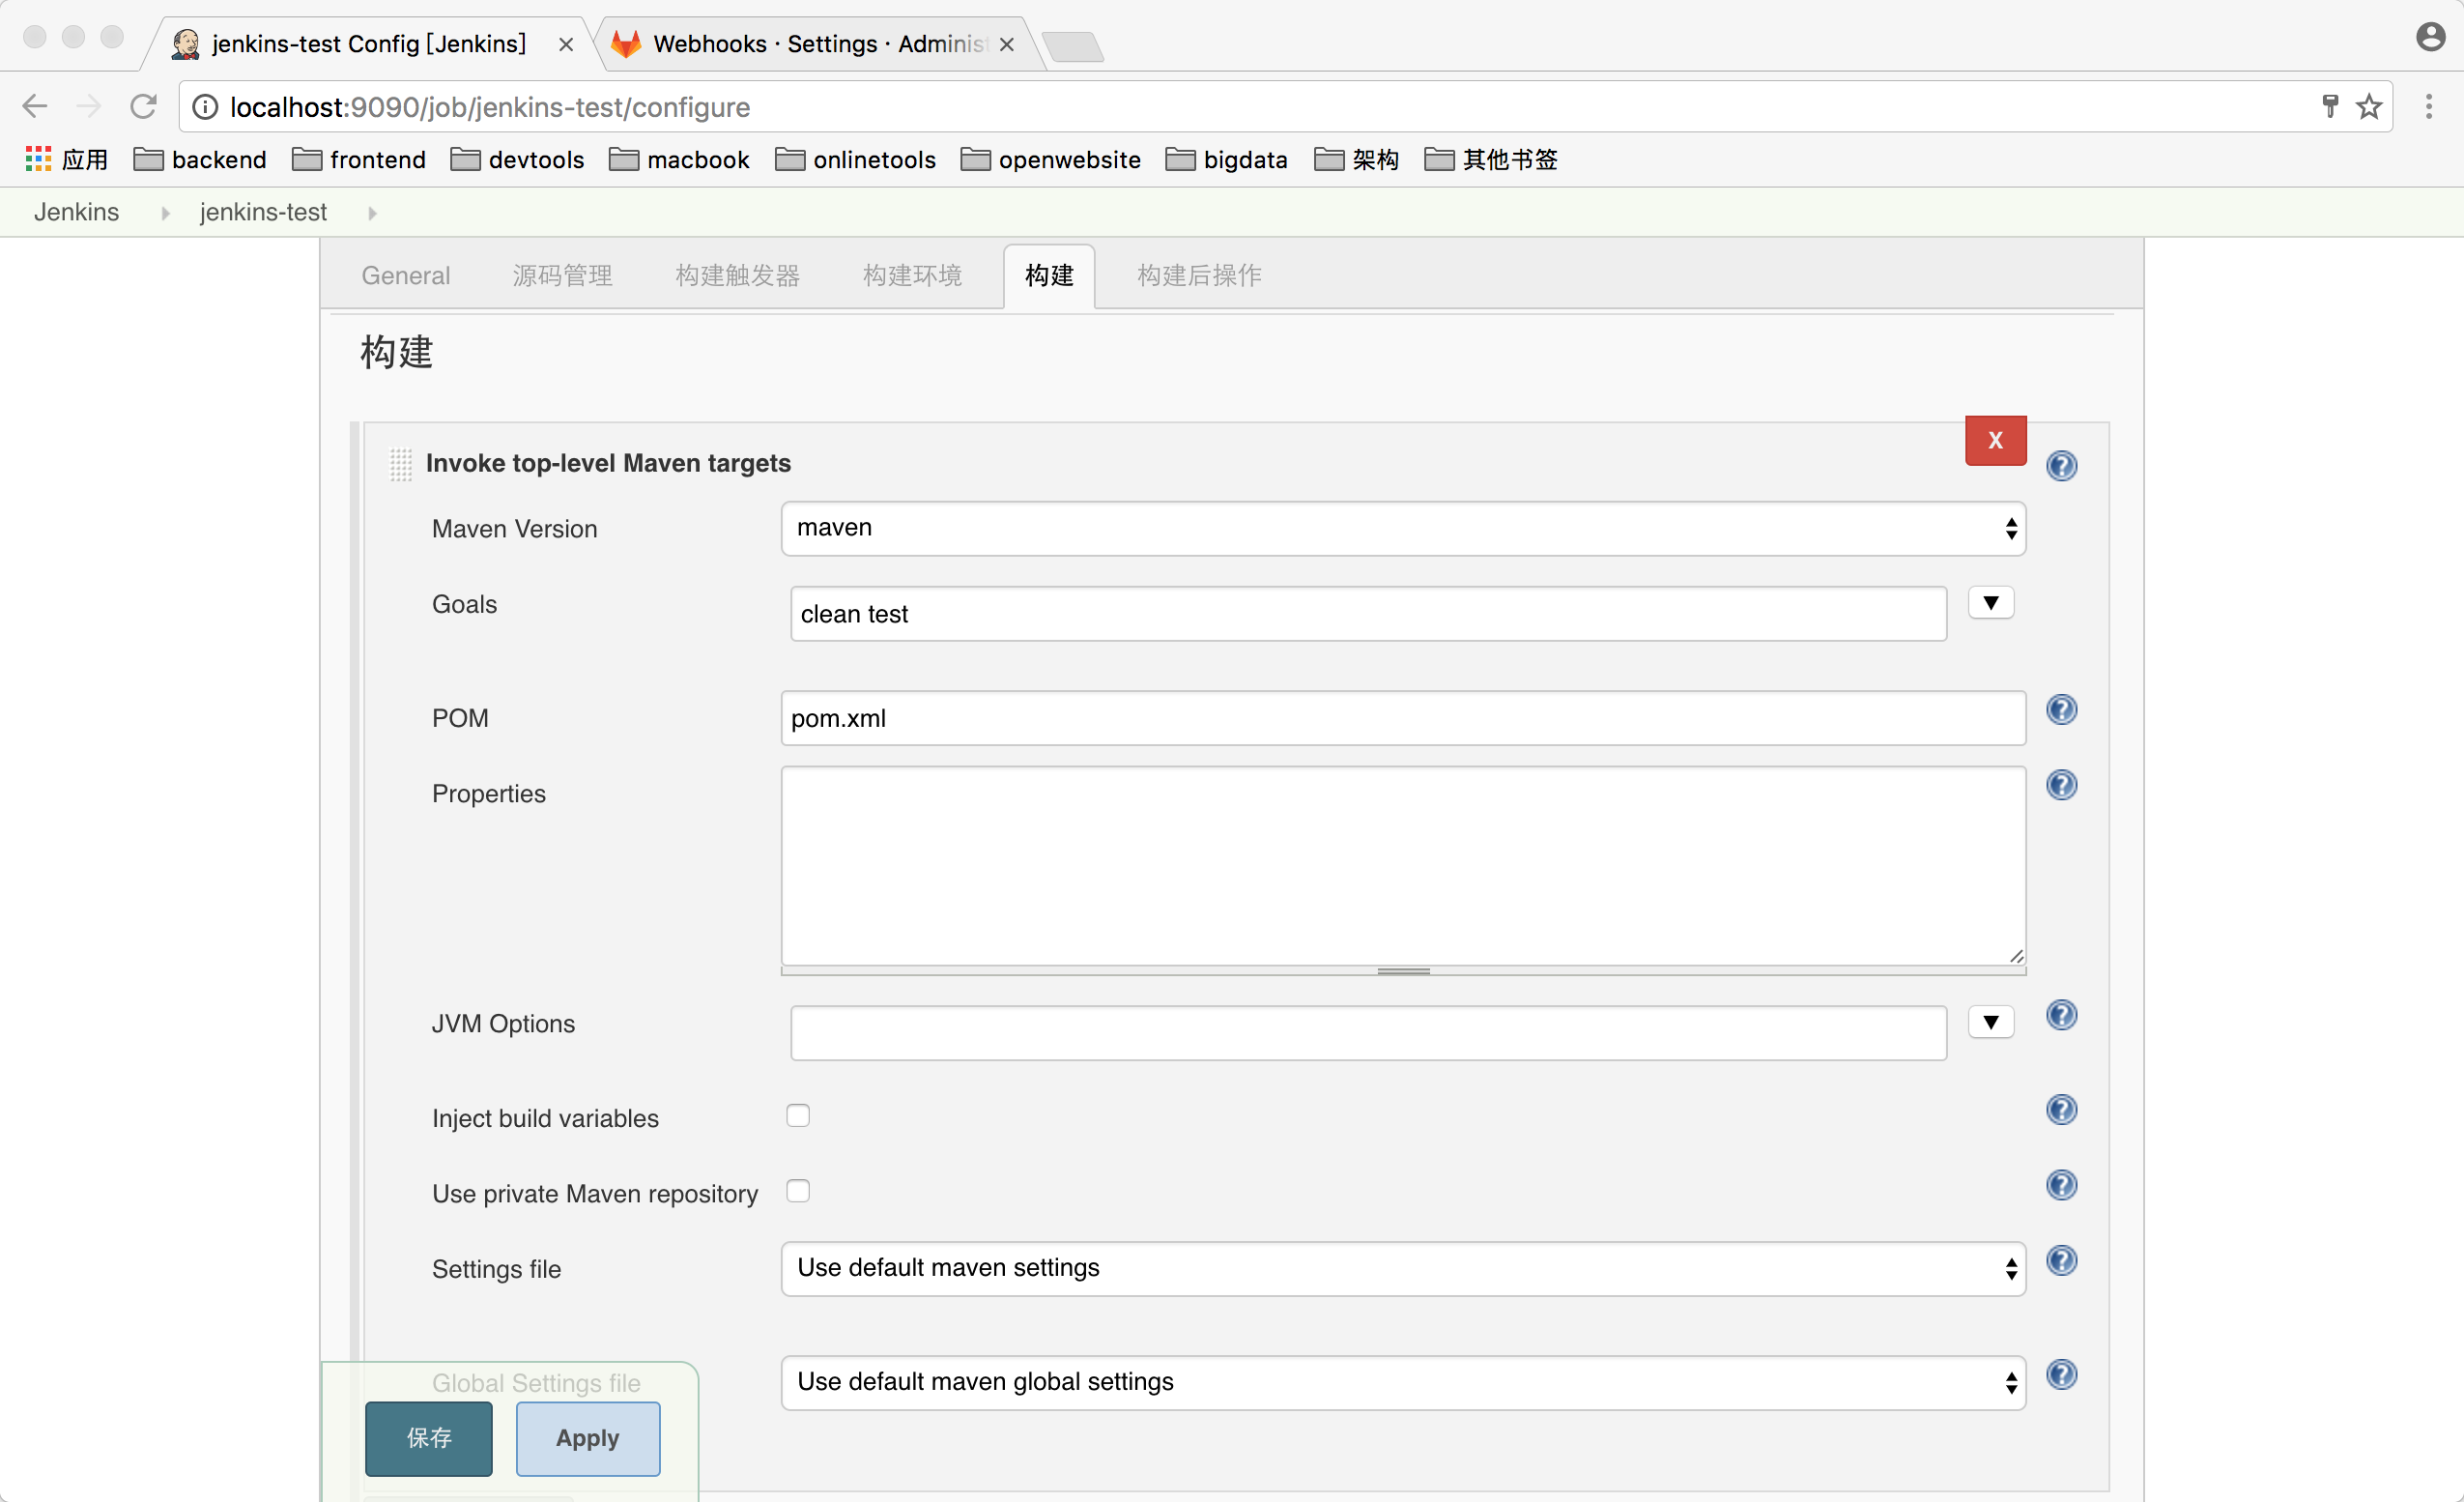 jenkins-test Config [Jenkins]
Webhooks · Settings · Adminis
localhost:9090/job/jenkins-test/configure
应用 backend frontend devtools macbook onlinetools openwebsite bigdata 架构 其他书签
Jenkins jenkins-test
General 源码管理 构建触发器 构建环境 构建 构建后操作
构建
X
Invoke top-level Maven targets
Maven Version maven
Goals clean test
POM pom.xml
Properties
JVM Options
Inject build variables
Use private Maven repository
Settings file Use default maven settings
Global Settings file Use default maven global settings
保存 Apply